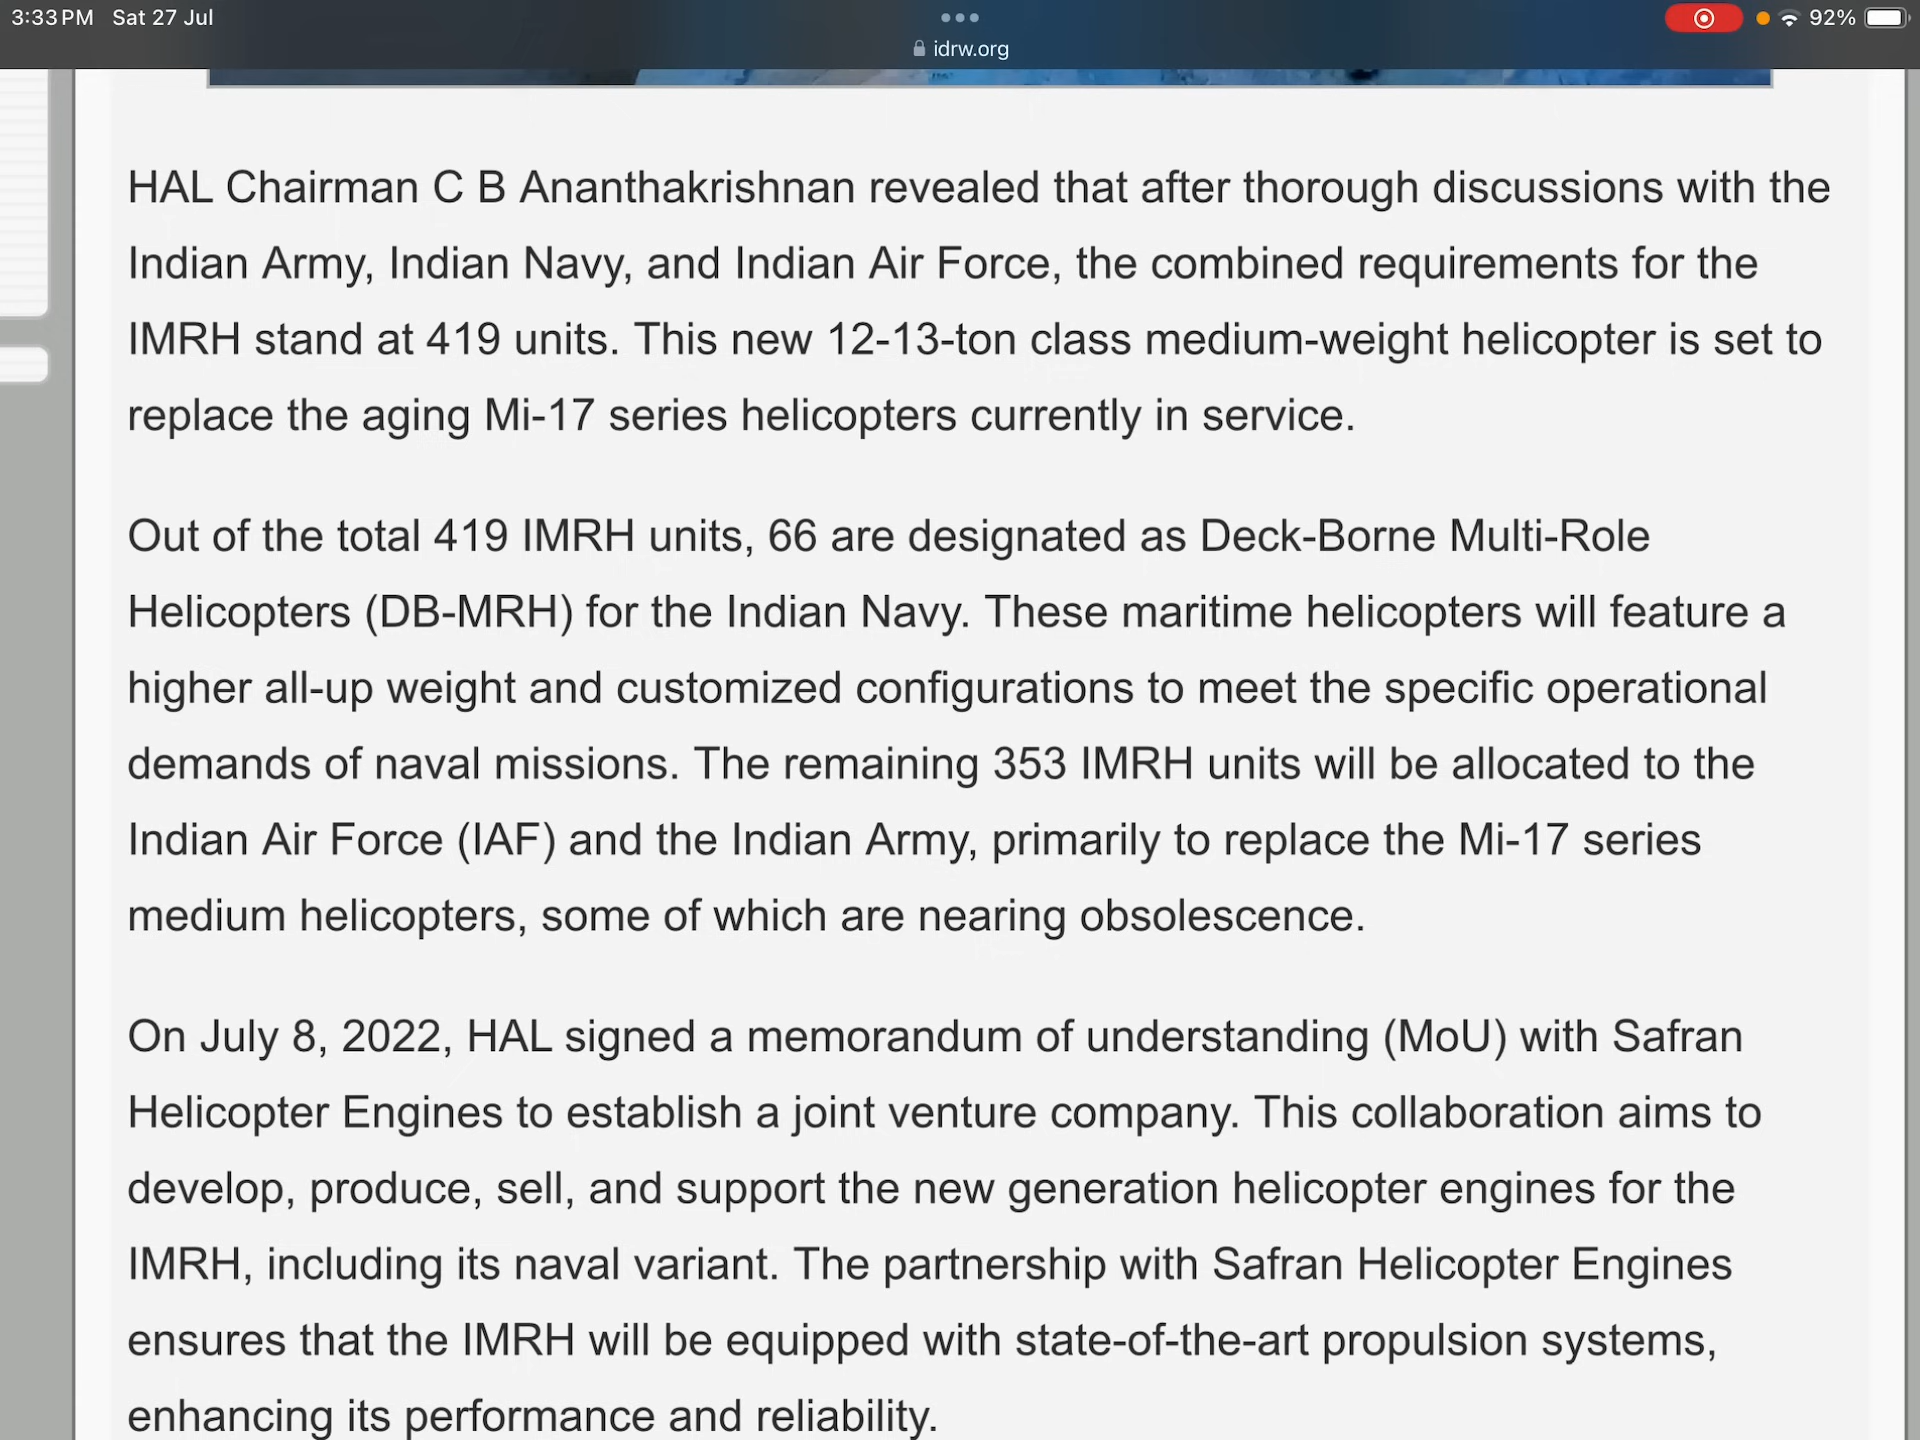 3:33 PM Sat 27 Jul
92%
idrw.org
HAL Chairman C B Ananthakrishnan revealed that after thorough discussions with the
Indian Army, Indian Navy, and Indian Air Force, the combined requirements for the
IMRH stand at 419 units. This new 12-13-ton class medium-weight helicopter is set to
replace the aging Mi-17 series helicopters currently in service.
Out of the total 419 IMRH units, 66 are designated as Deck-Borne Multi-Role
Helicopters (DB-MRH) for the Indian Navy. These maritime helicopters will feature a
higher all-up weight and customized configurations to meet the specific operational
demands of naval missions. The remaining 353 IMRH units will be allocated to the
Indian Air Force (IAF) and the Indian Army, primarily to replace the Mi-17 series
medium helicopters, some of which are nearing obsolescence.
On July 8, 2022, HAL signed a memorandum of understanding (MoU) with Safran
Helicopter Engines to establish a joint venture company. This collaboration aims to
develop, produce, sell, and support the new generation helicopter engines for the
IMRH, including its naval variant. The partnership with Safran Helicopter Engines
ensures that the IMRH will be equipped with state-of-the-art propulsion systems,
enhancing its performance and reliability.